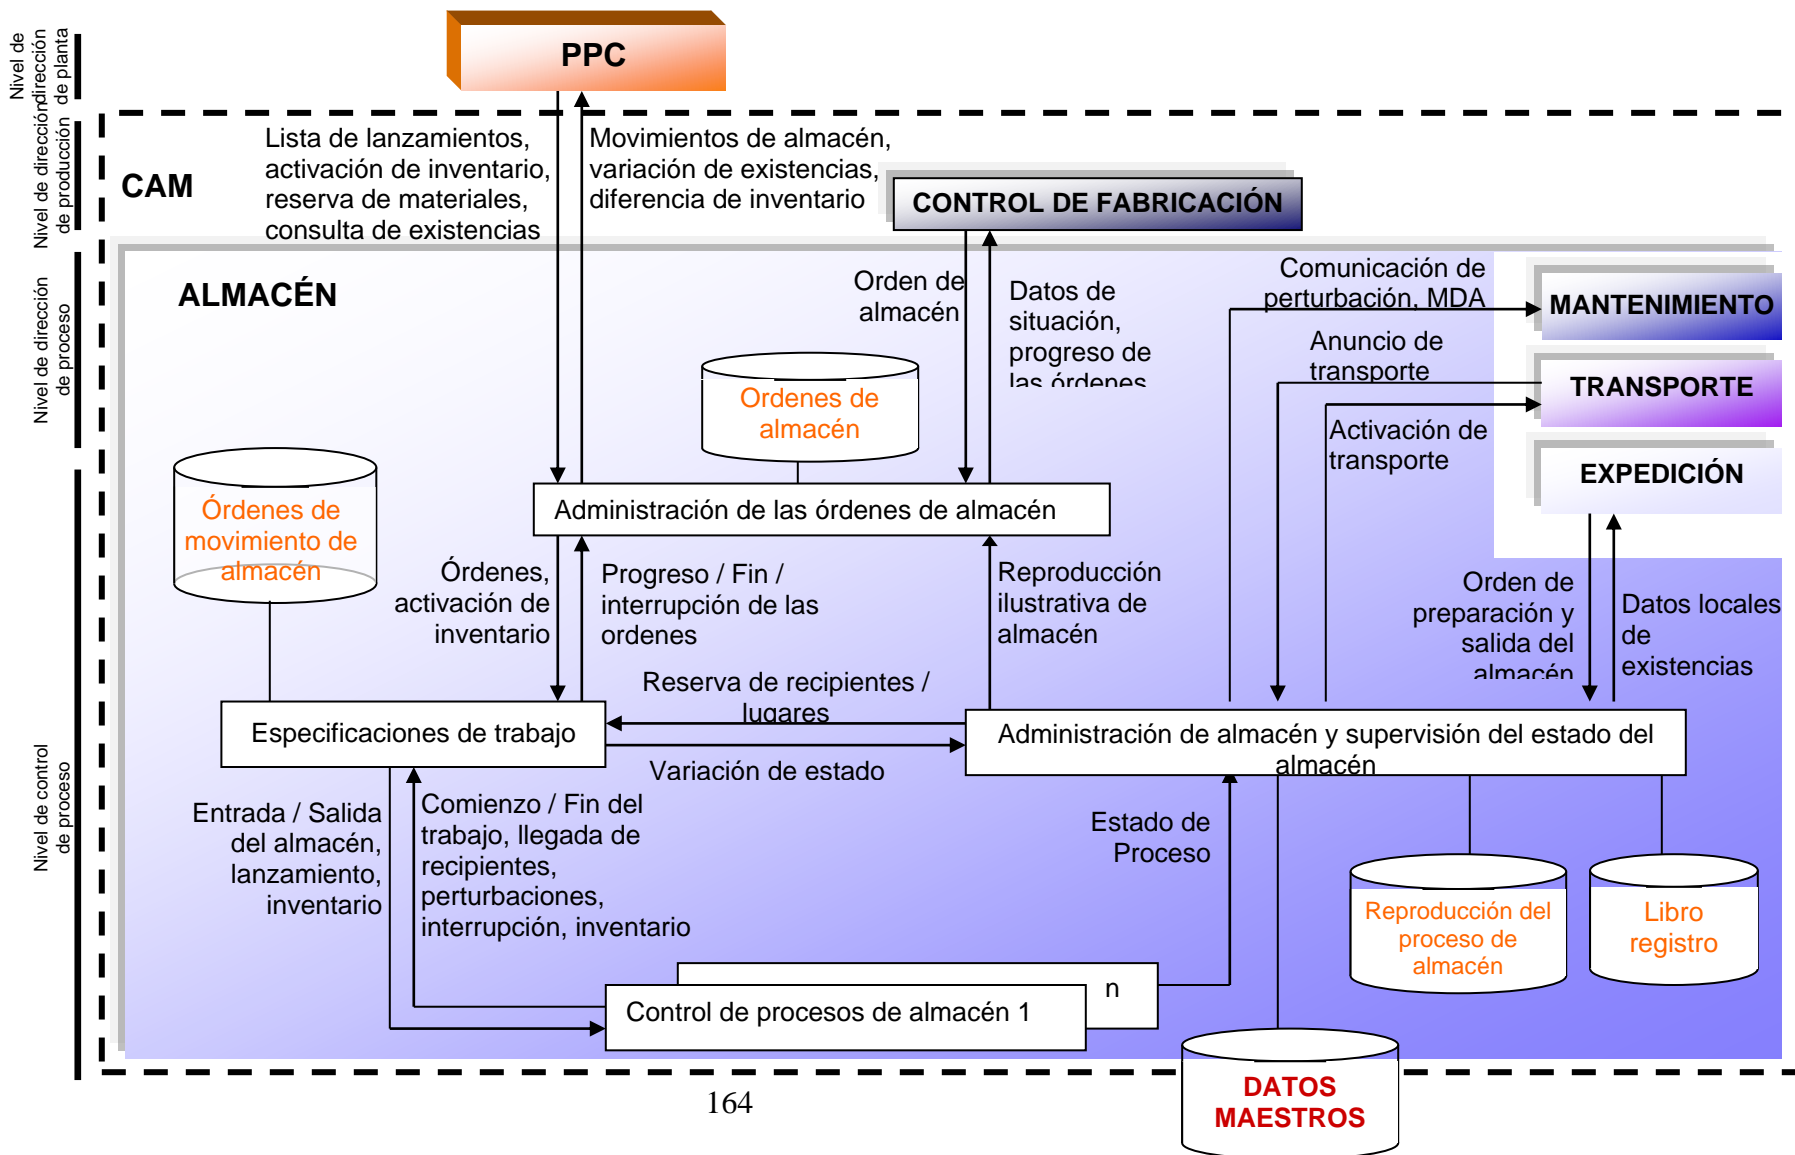 Nivel de
dirección
de planta
PPC
Nivel de dirección
de producción
CAM
Lista de lanzamientos,
activación de inventario,
reserva de materiales,
consulta de existencias
Movimientos de almacén,
variación de existencias,
diferencia de inventario
CONTROL DE FABRICACIÓN
Nivel de dirección
de proceso
ALMACÉN
Orden de
almacén
Datos de
situación,
progreso de
las órdenes
Comunicación de
perturbación, MDA
MANTENIMIENTO
Anuncio de
transporte
TRANSPORTE
Activación de
transporte
EXPEDICIÓN
Ordenes de
almacén
Órdenes de
movimiento de
almacén
Administración de las órdenes de almacén
Órdenes,
activación de
inventario
Progreso / Fin /
interrupción de las
ordenes
Reproducción
ilustrativa de
almacén
Orden de
preparación y
salida del
almacén
Datos locales
de
existencias
Nivel de control
de proceso
Reserva de recipientes /
lugares
Especificaciones de trabajo
Administración de almacén y supervisión del estado del
almacén
Variación de estado
Entrada / Salida
del almacén,
lanzamiento,
inventario
Comienzo / Fin del
trabajo, llegada de
recipientes,
perturbaciones,
interrupción, inventario
Estado de
Proceso
Reproducción del
proceso de
almacén
Libro
registro
n
Control de procesos de almacén 1
DATOS
MAESTROS
164